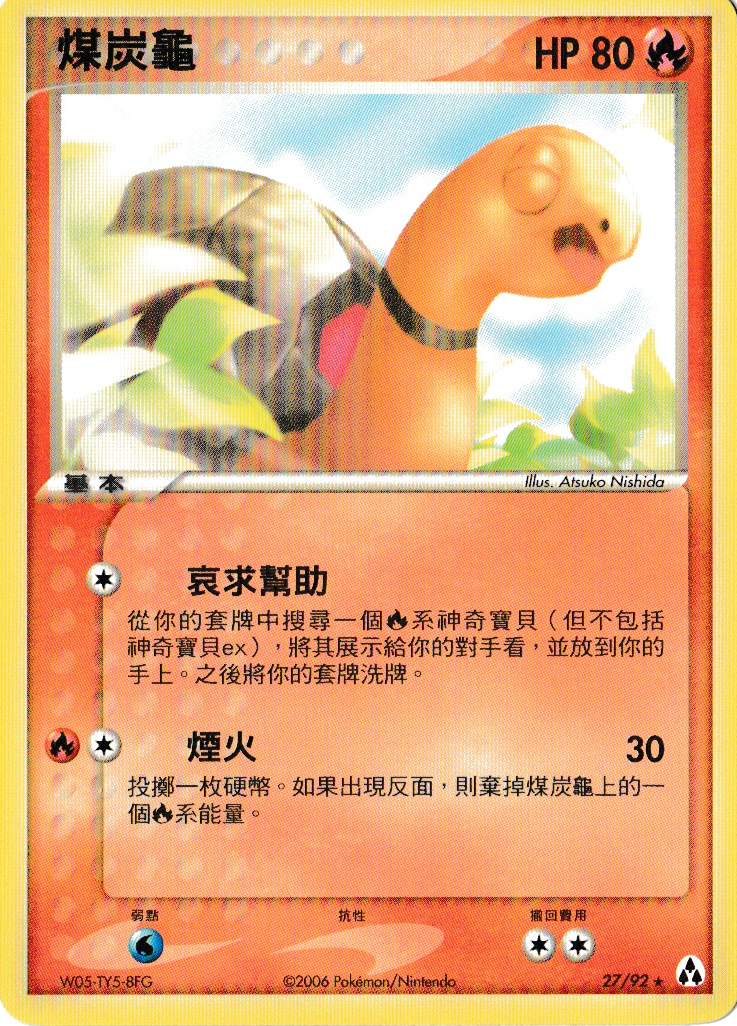 煤炭龜 HP 80
基本 Illus. Atsuko Nishida
哀求幫助
從你的套牌中搜尋一個系神奇寶貝（但不包括
神奇寶貝ex），將其展示給你的對手看，並放到你的
手上。之後將你的套牌洗牌。
煙火 30
投擲一枚硬幣。如果出現反面，則棄掉煤炭龜上的一
個系能量。
弱點 抗性 撤回費用
W05-TY5-8FG ©2006 Pokémon/Nintendo 27/92 ★